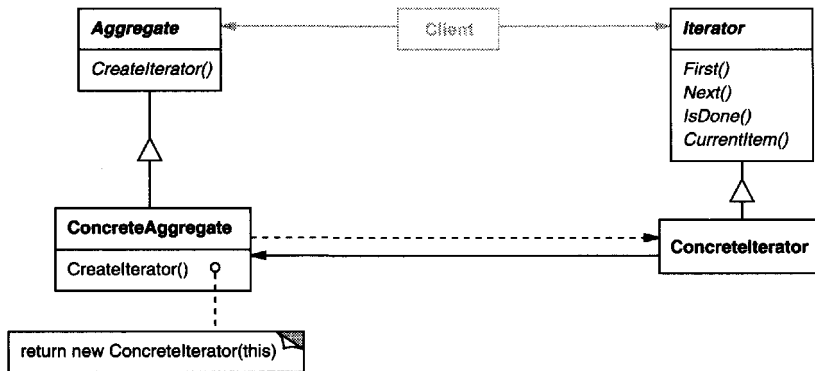 Aggregate
CreateIterator()
Client
Iterator
First()
Next()
IsDone()
CurrentItem()
ConcreteAggregate
CreateIterator()
ConcreteIterator
return new ConcreteIterator(this)